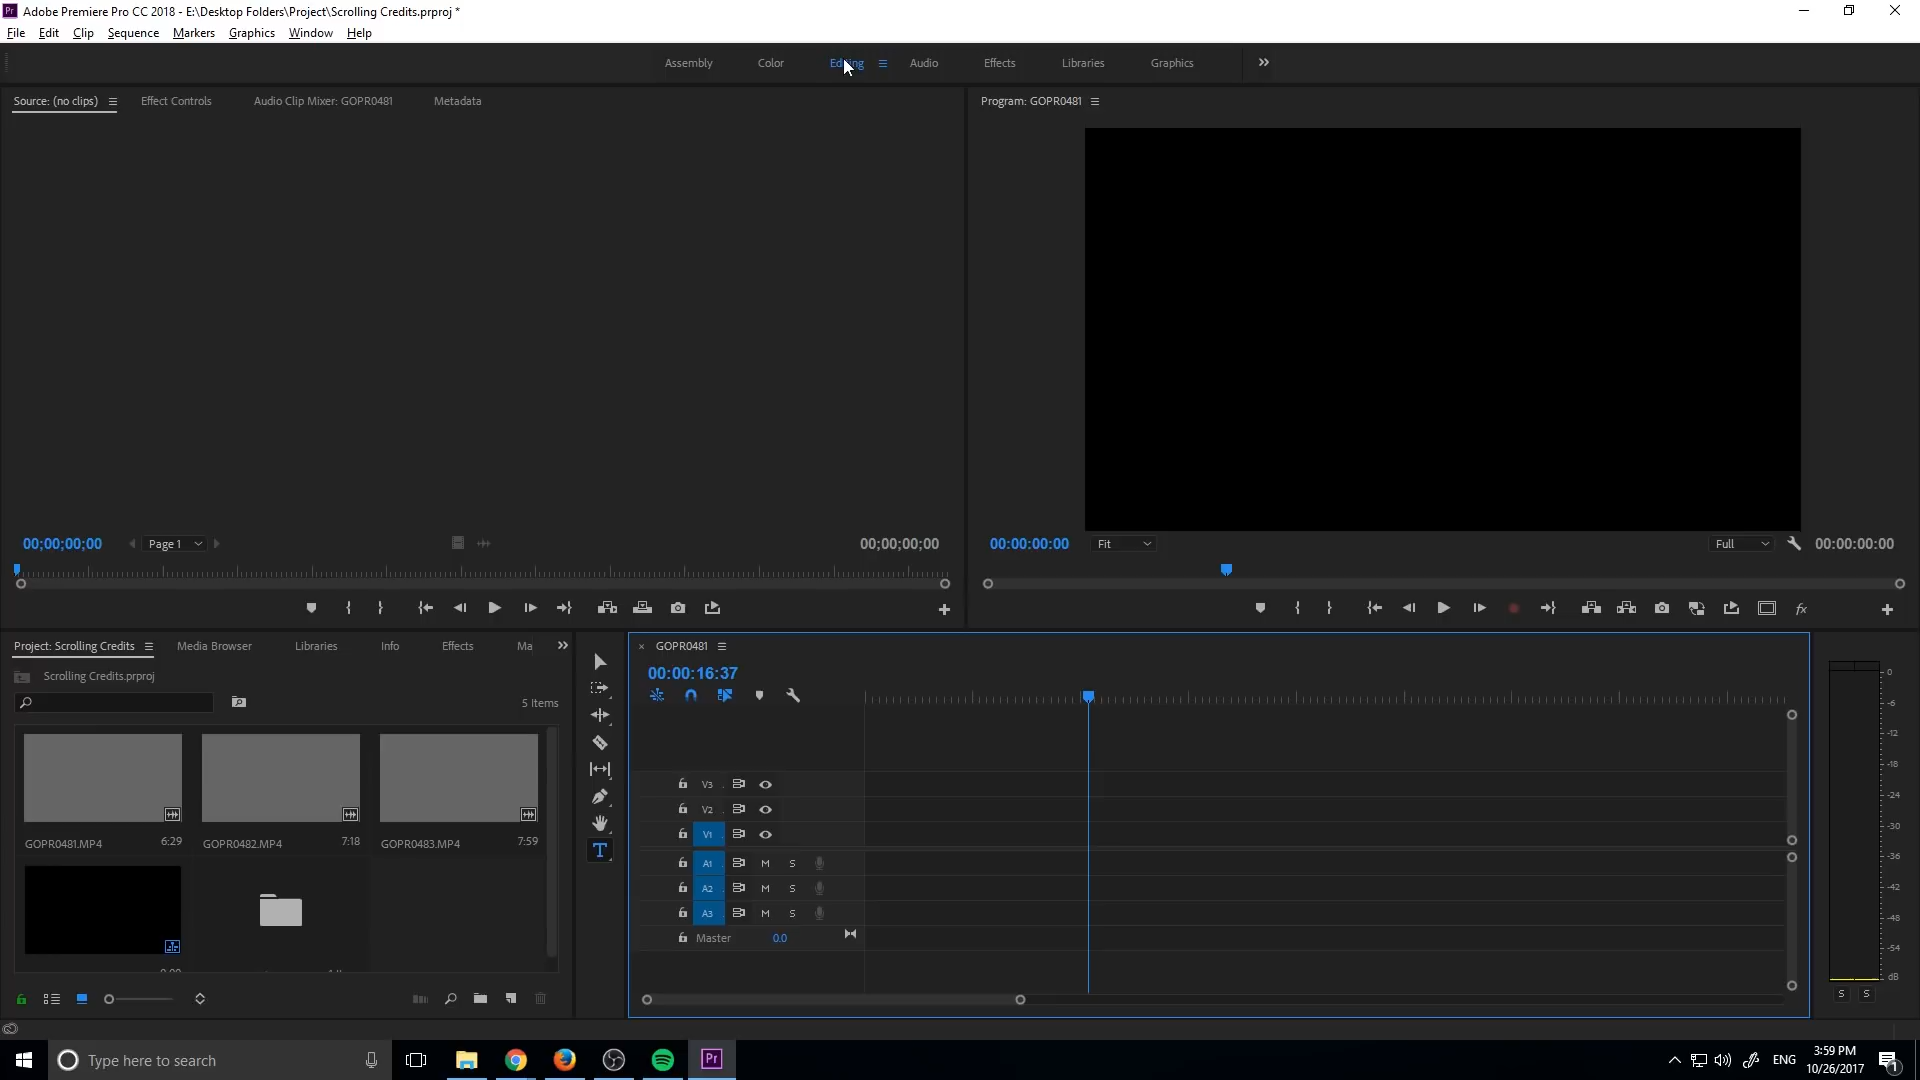 Pr Adobe Premiere Pro CC 2018 - E:\Desktop Folders\Project\Scrolling Credits.prproj *
File Edit Clip Sequence Markers Graphics Window Help
Assembly Color Editing Audio Effects Libraries Graphics
Source: (no clips) Effect Controls Audio Clip Mixer: GOPR0481 Metadata
Program: GOPR0481
00;00;00;00 Page 1 00;00;00;00
00:00:00:00 Fit Full 00:00:00:00
fx
Project: Scrolling Credits Media Browser Libraries Info Effects Ma
Scrolling Credits.prproj
5 Items
GOPR0481.MP4 6:29
GOPR0482.MP4 7:18
GOPR0483.MP4 7:59
T
× GOPR0481
00:00:16:37
V3
V2
V1
A1 M S
A2 M S
A3 M S
Master 0.0
0
-6
-12
-18
-24
-30
-36
-42
-48
-54
dB
S S
Type here to search
Pr
ENG
3:59 PM
10/26/2017
1